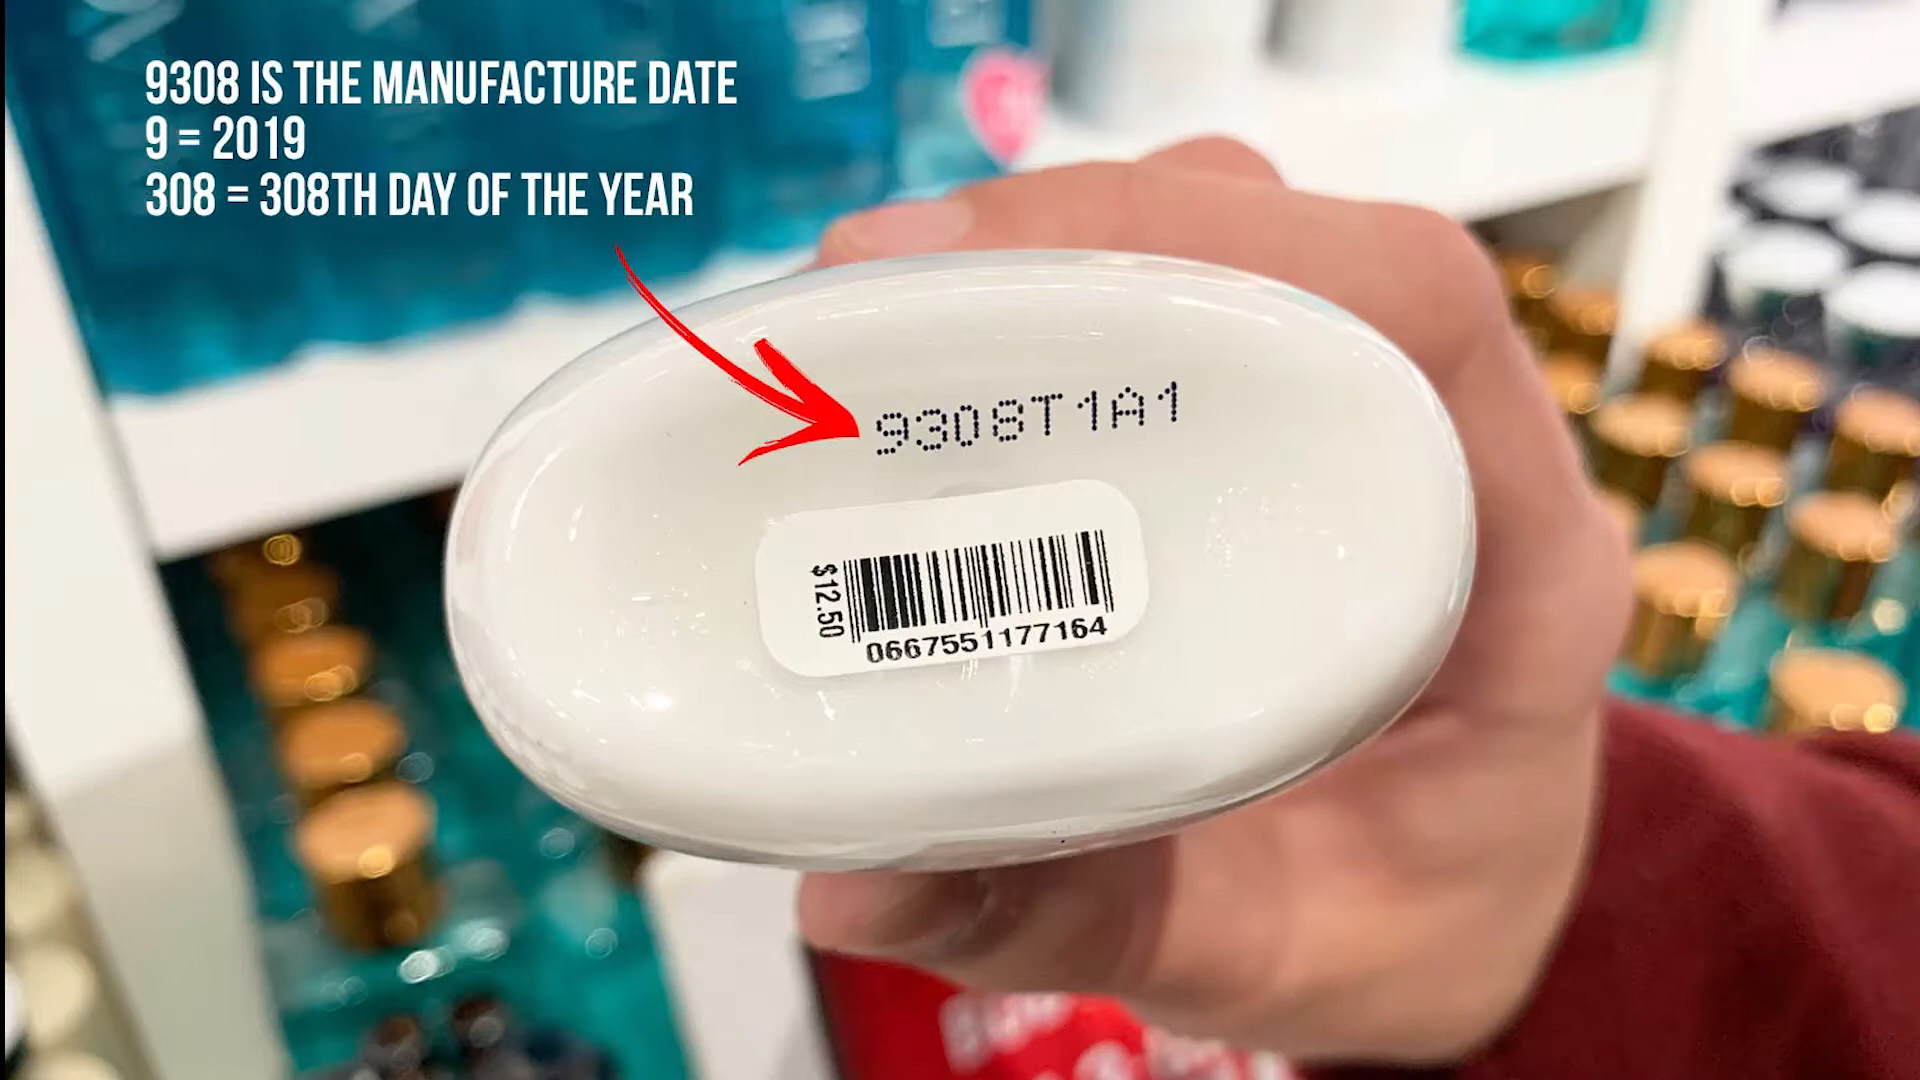 9308 IS THE MANUFACTURE DATE
9 = 2019
308 = 308TH DAY OF THE YEAR
9308T1A1
$12.50
0667551177164